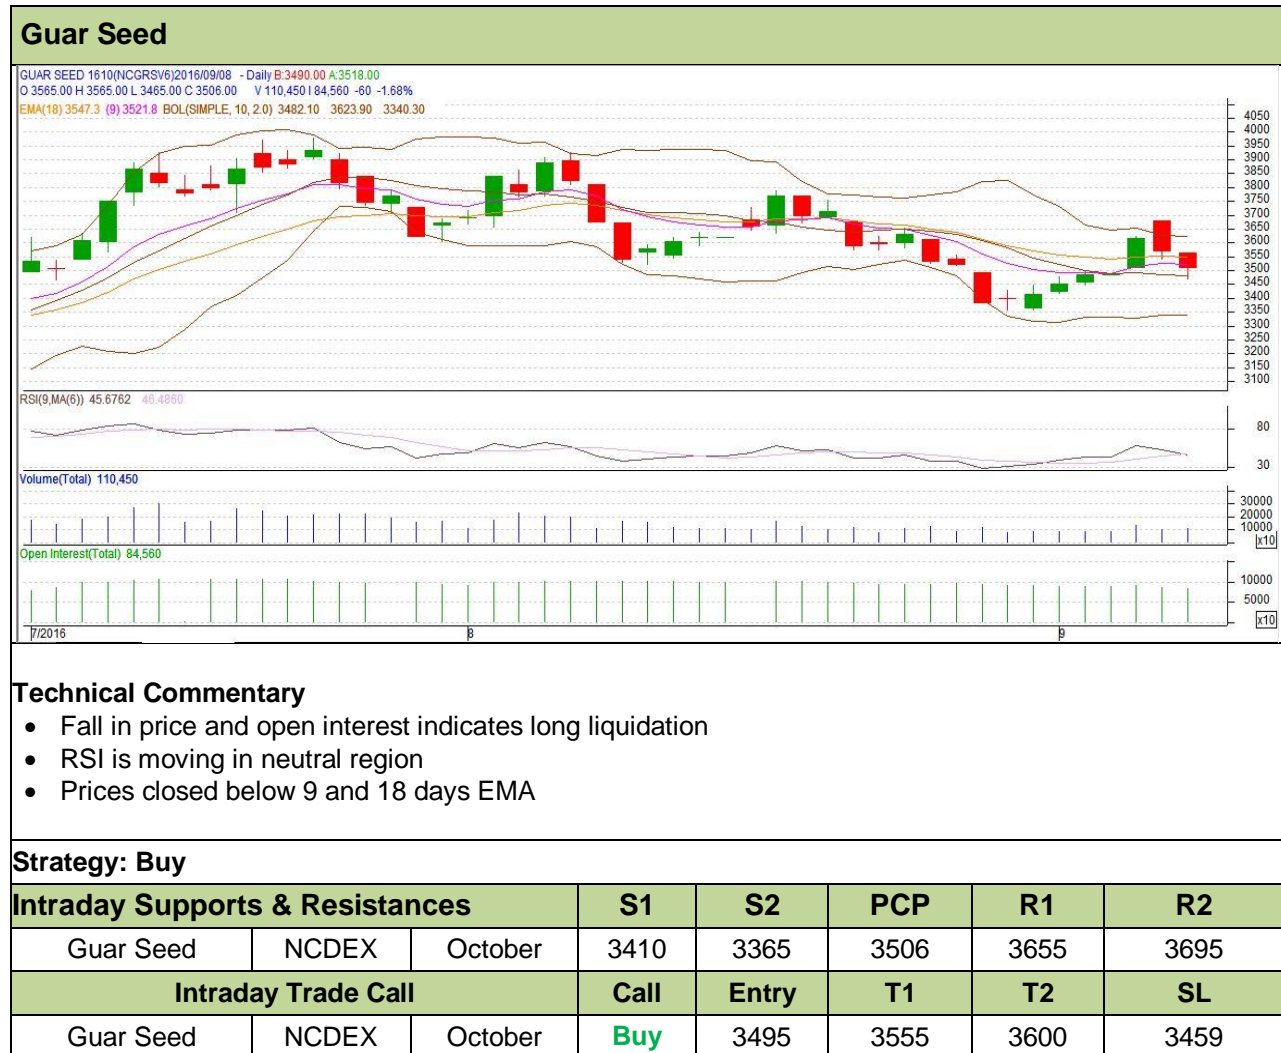 Guar Seed
GUAR SEED 1610(NCGRSV6)2016/09/08 - Daily B:3490.00 A:3518.00
O 3565.00 H 3565.00 L 3465.00 C 3506.00 V 110,450 I 84,560 -60 -1.68%
EMA(18) 3547.3 (9) 3521.8 BOL(SIMPLE, 10, 2.0) 3482.10 3623.90 3340.30
4050
4000
3950
3900
3850
3800
3750
3700
3650
3600
3550
3500
3450
3400
3350
3300
3250
3200
3150
3100
RSI(9,MA(6)) 45.6762 46.4860
80
30
Volume(Total) 110,450
30000
20000
10000
x10
Open Interest(Total) 84,560
10000
5000
x10
7/2016 8 9
Technical Commentary
• Fall in price and open interest indicates long liquidation
• RSI is moving in neutral region
• Prices closed below 9 and 18 days EMA
Strategy: Buy
Intraday Supports & Resistances S1 S2 PCP R1 R2
Guar Seed NCDEX October 3410 3365 3506 3655 3695
Intraday Trade Call Call Entry T1 T2 SL
Guar Seed NCDEX October Buy 3495 3555 3600 3459